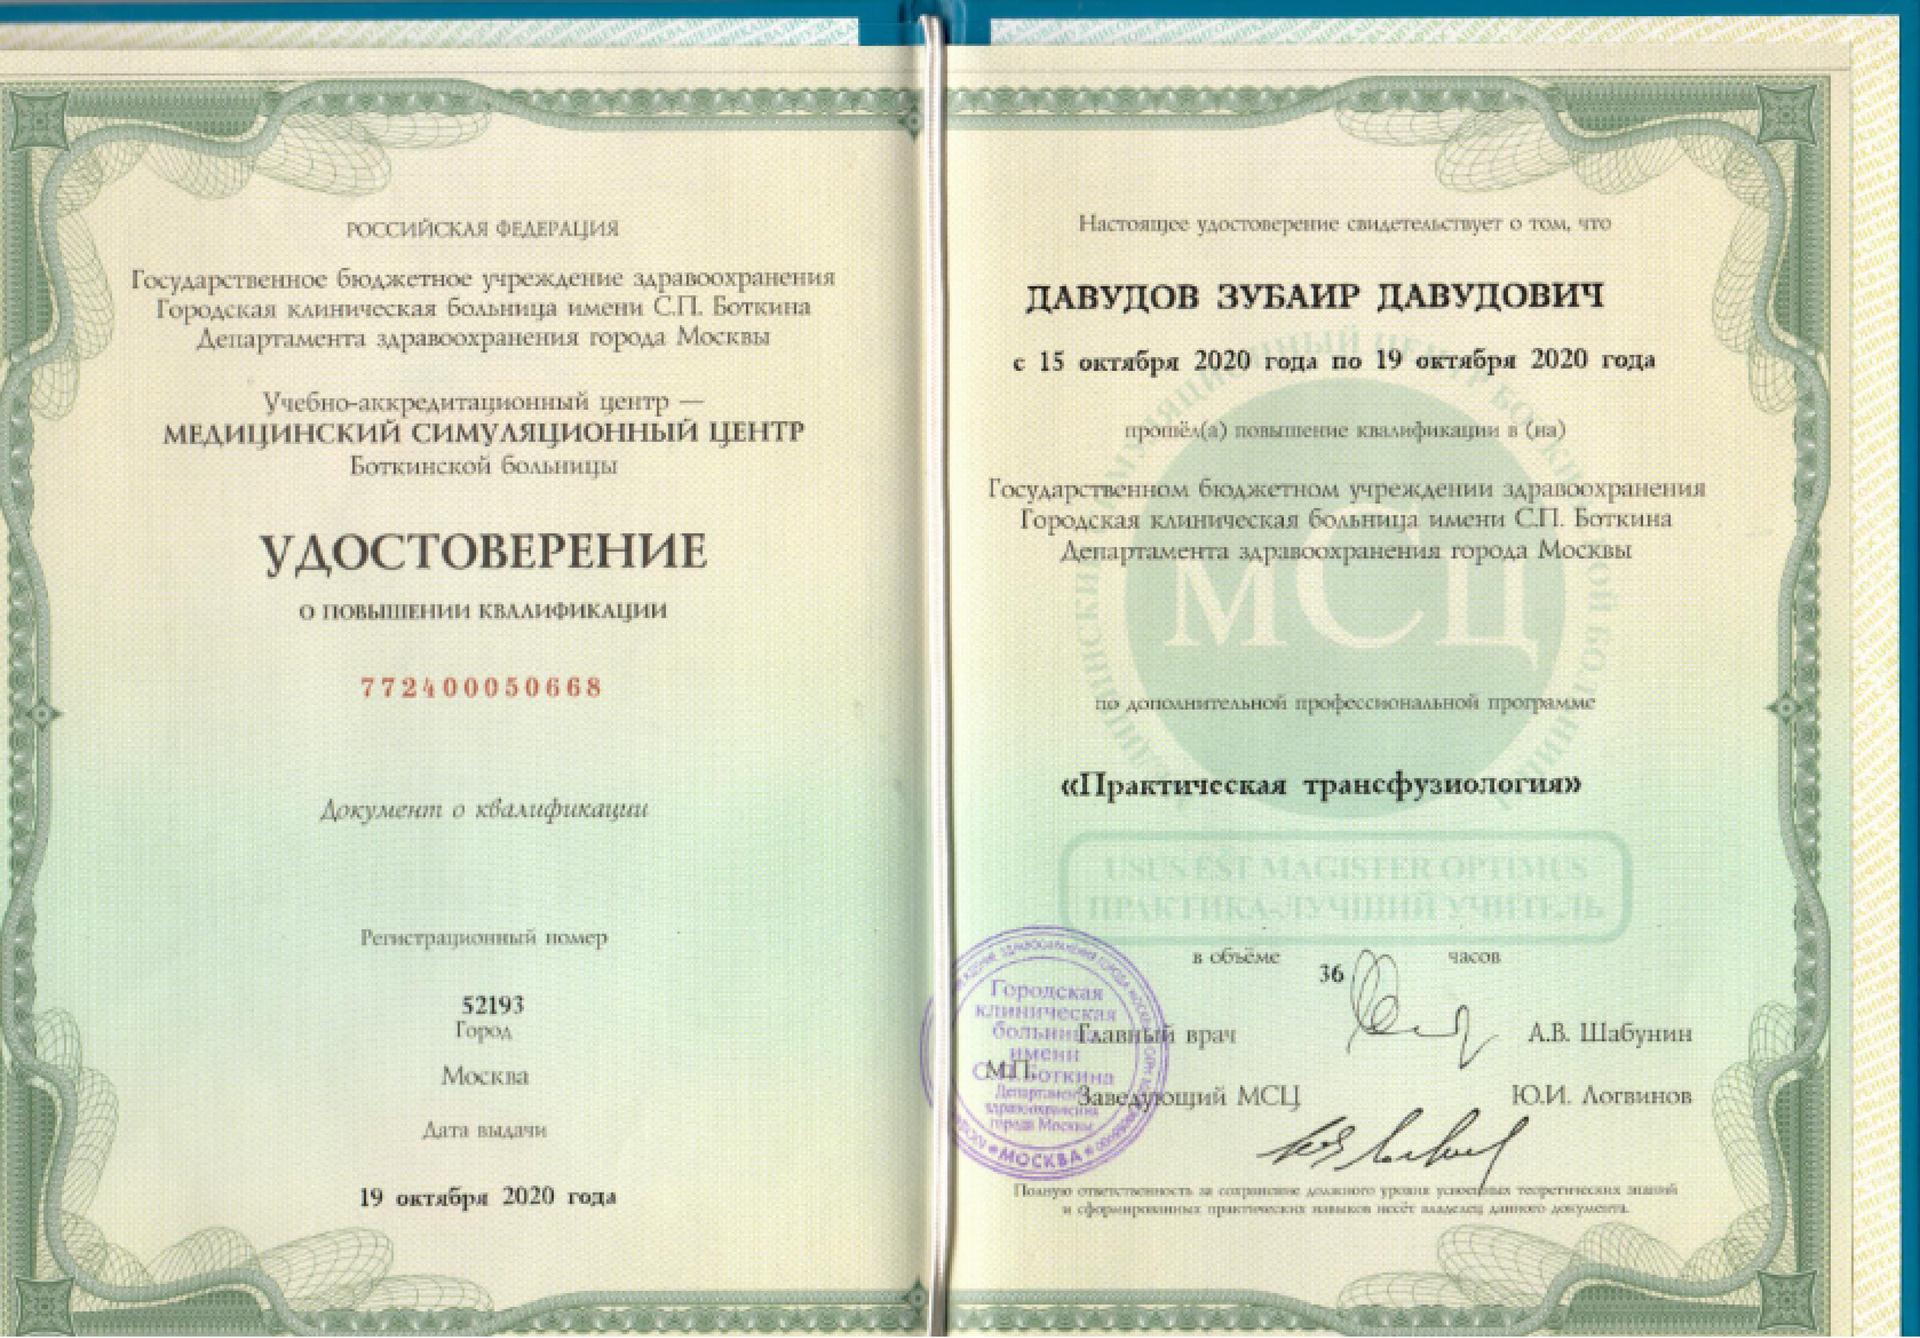 РОССИЙСКАЯ ФЕДЕРАЦИЯ
Государственное бюджетное учреждение здравоохранения
Городская клиническая больница имени С.П. Боткина
Департамента здравоохранения города Москвы
Учебно-аккредитационный центр —
МЕДИЦИНСКИЙ СИМУЛЯЦИОННЫЙ ЦЕНТР
Боткинской больницы
УДОСТОВЕРЕНИЕ
О ПОВЫШЕНИИ КВАЛИФИКАЦИИ
772400050668
Документ о квалификации
Регистрационный номер
52193
Город
Москва
Дата выдачи
19 октября 2020 года
Настоящее удостоверение свидетельствует о том, что
ДАВУДОВ ЗУБАИР ДАВУДОВИЧ
с 15 октября 2020 года по 19 октября 2020 года
прошёл(а) повышение квалификации в (на)
Государственном бюджетном учреждении здравоохранения
Городская клиническая больница имени С.П. Боткина
Департамента здравоохранения города Москвы
МСЦ
по дополнительной профессиональной программе
«Практическая трансфузиология»
USUS EST MAGISTER OPTIMUS
ПРАКТИКА-ЛУЧШИЙ УЧИТЕЛЬ
в объёме 36 часов
Главный врач А.В. Шабунин
М.П.
Заведующий МСЦ Ю.И. Логвинов
Городская
клиническая
больница
имени
С.П. Боткина
Департамент
здравоохранения
города Москвы
МОСКВА
Полную ответственность за сохранение должного уровня усвоенных теоретических знаний
и сформированных практических навыков несёт владелец данного документа.